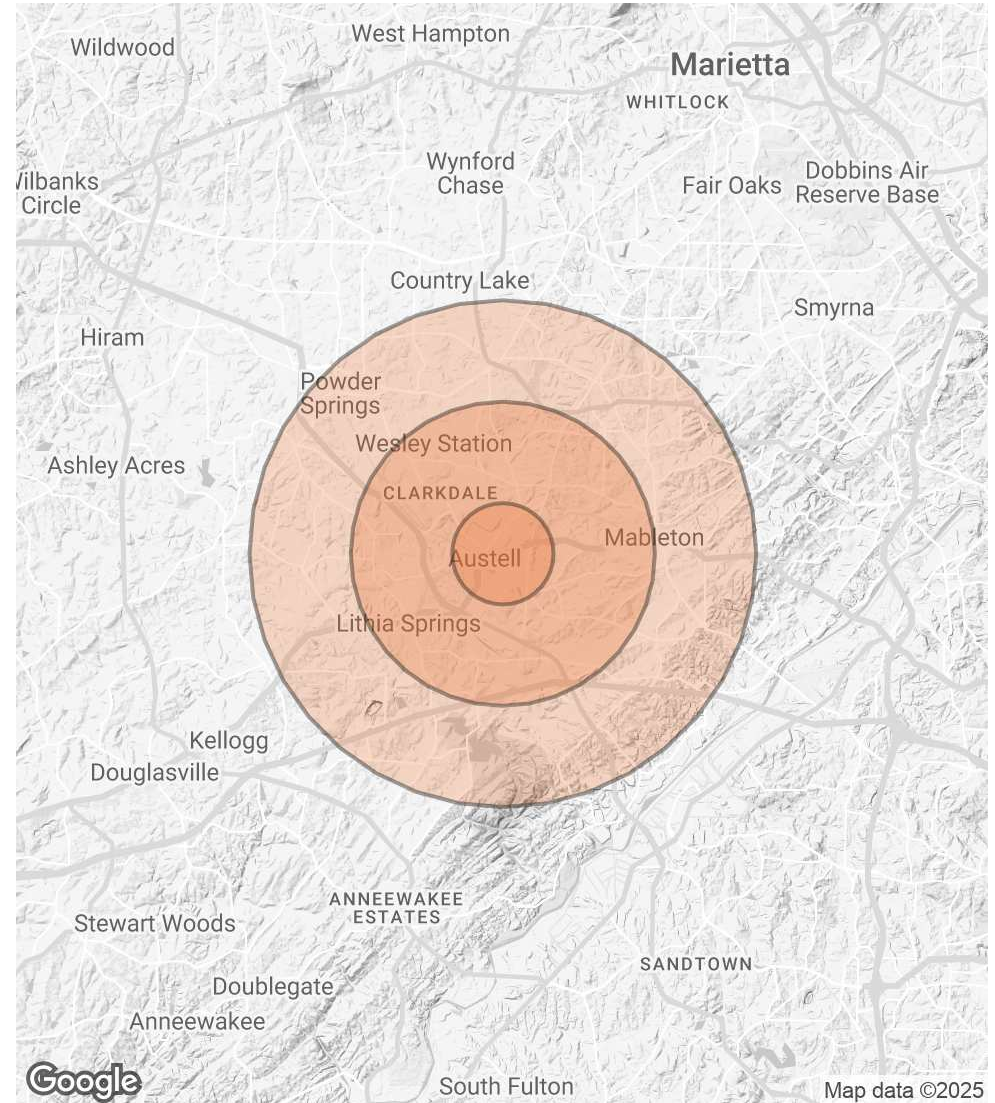 West Hampton
Wildwood
Marietta
WHITLOCK
Wynford
Chase
Dobbins Air
Reserve Base
Fair Oaks
Wilbanks
Circle
Country Lake
Smyrna
Hiram
Powder
Springs
Wesley Station
Ashley Acres
CLARKDALE
Mableton
Austell
Lithia Springs
Kellogg
Douglasville
ANNEEWAKEE
ESTATES
Stewart Woods
SANDTOWN
Doublegate
Anneewakee
Google
South Fulton
Map data ©2025